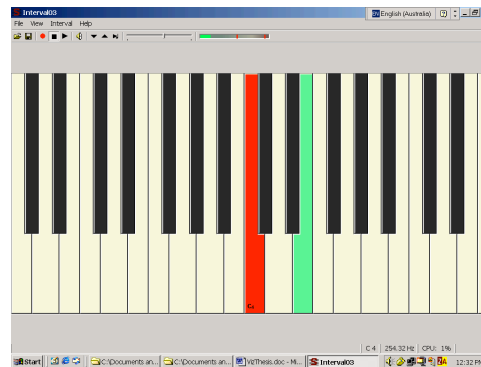 Interval03
EN English (Australia)
File View Interval Help
C4
C 4 254.32 Hz CPU: 1%
Start C:\Documents an... C:\Documents an... VizThesis.doc - Mi... Interval03 12:32 PM